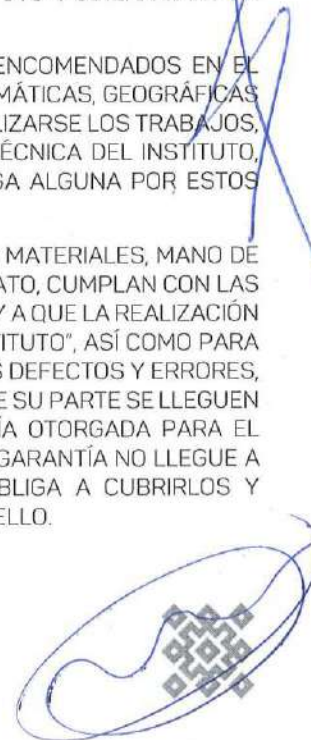 ENCOMENDADOS EN EL
MÁTICAS, GEOGRÁFICAS
LIZARSE LOS TRABAJOS,
ÉCNICA DEL INSTITUTO,
GA ALGUNA POR ESTOS
MATERIALES, MANO DE
ATO, CUMPLAN CON LAS
Y A QUE LA REALIZACIÓN
TITUTO", ASÍ COMO PARA
S DEFECTOS Y ERRORES,
E SU PARTE SE LLEGUEN
ÍA OTORGADA PARA EL
GARANTÍA NO LLEGUE A
BLIGA A CUBRIRLOS Y
ELLO.